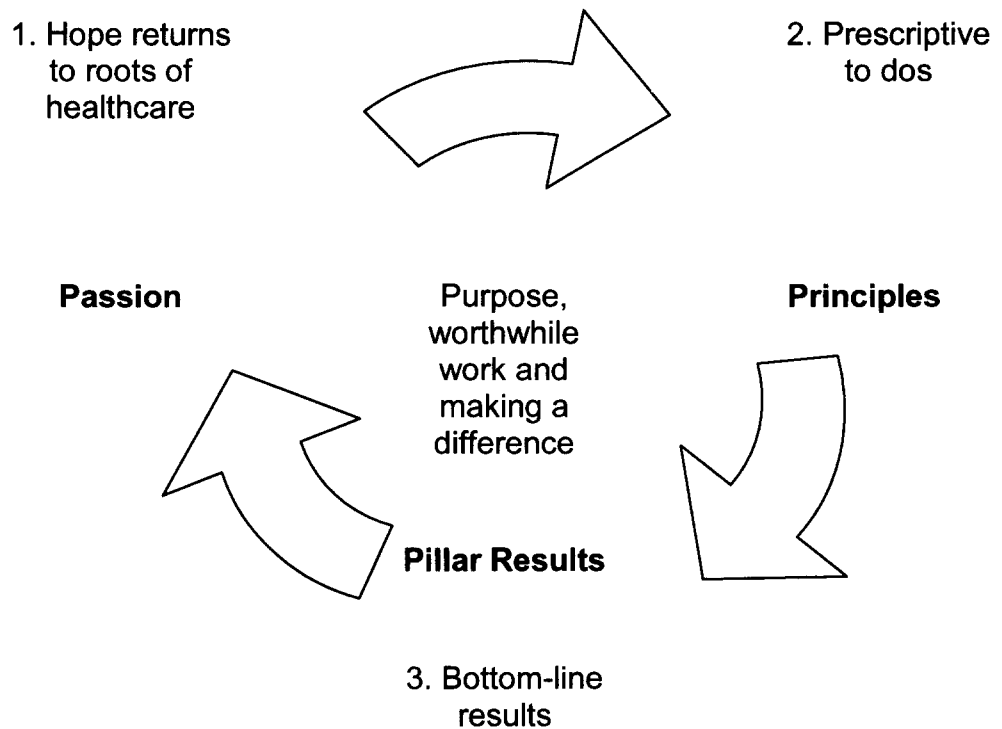 1. Hope returns
to roots of
healthcare
2. Prescriptive
to dos
Passion
Purpose,
worthwhile
work and
making a
difference
Principles
Pillar Results
3. Bottom-line
results